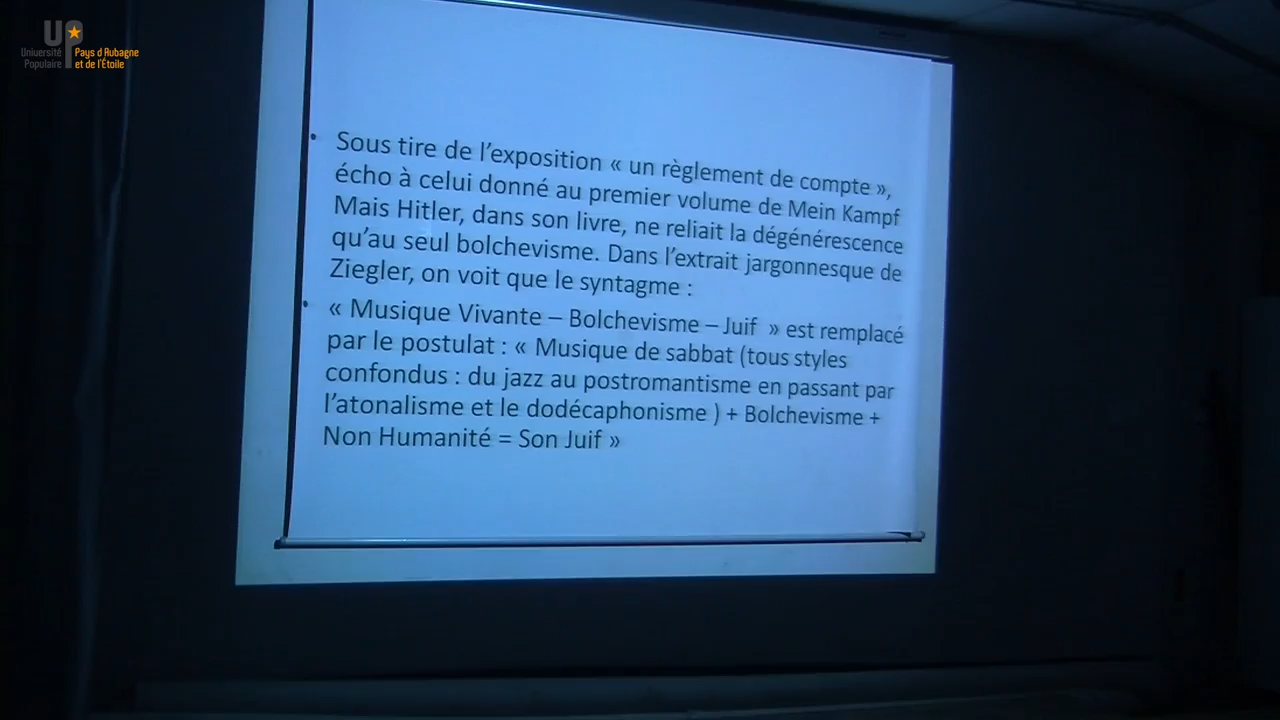 UP
Université
Populaire
Pays d'Aubagne
et de l'Étoile
• Sous tire de l’exposition « un règlement de compte »,
écho à celui donné au premier volume de Mein Kampf
Mais Hitler, dans son livre, ne reliait la dégénérescence
qu’au seul bolchevisme. Dans l’extrait jargonnesque de
Ziegler, on voit que le syntagme :
• « Musique Vivante – Bolchevisme – Juif » est remplacé
par le postulat : « Musique de sabbat (tous styles
confondus : du jazz au postromantisme en passant par
l’atonalisme et le dodécaphonisme ) + Bolchevisme +
Non Humanité = Son Juif »